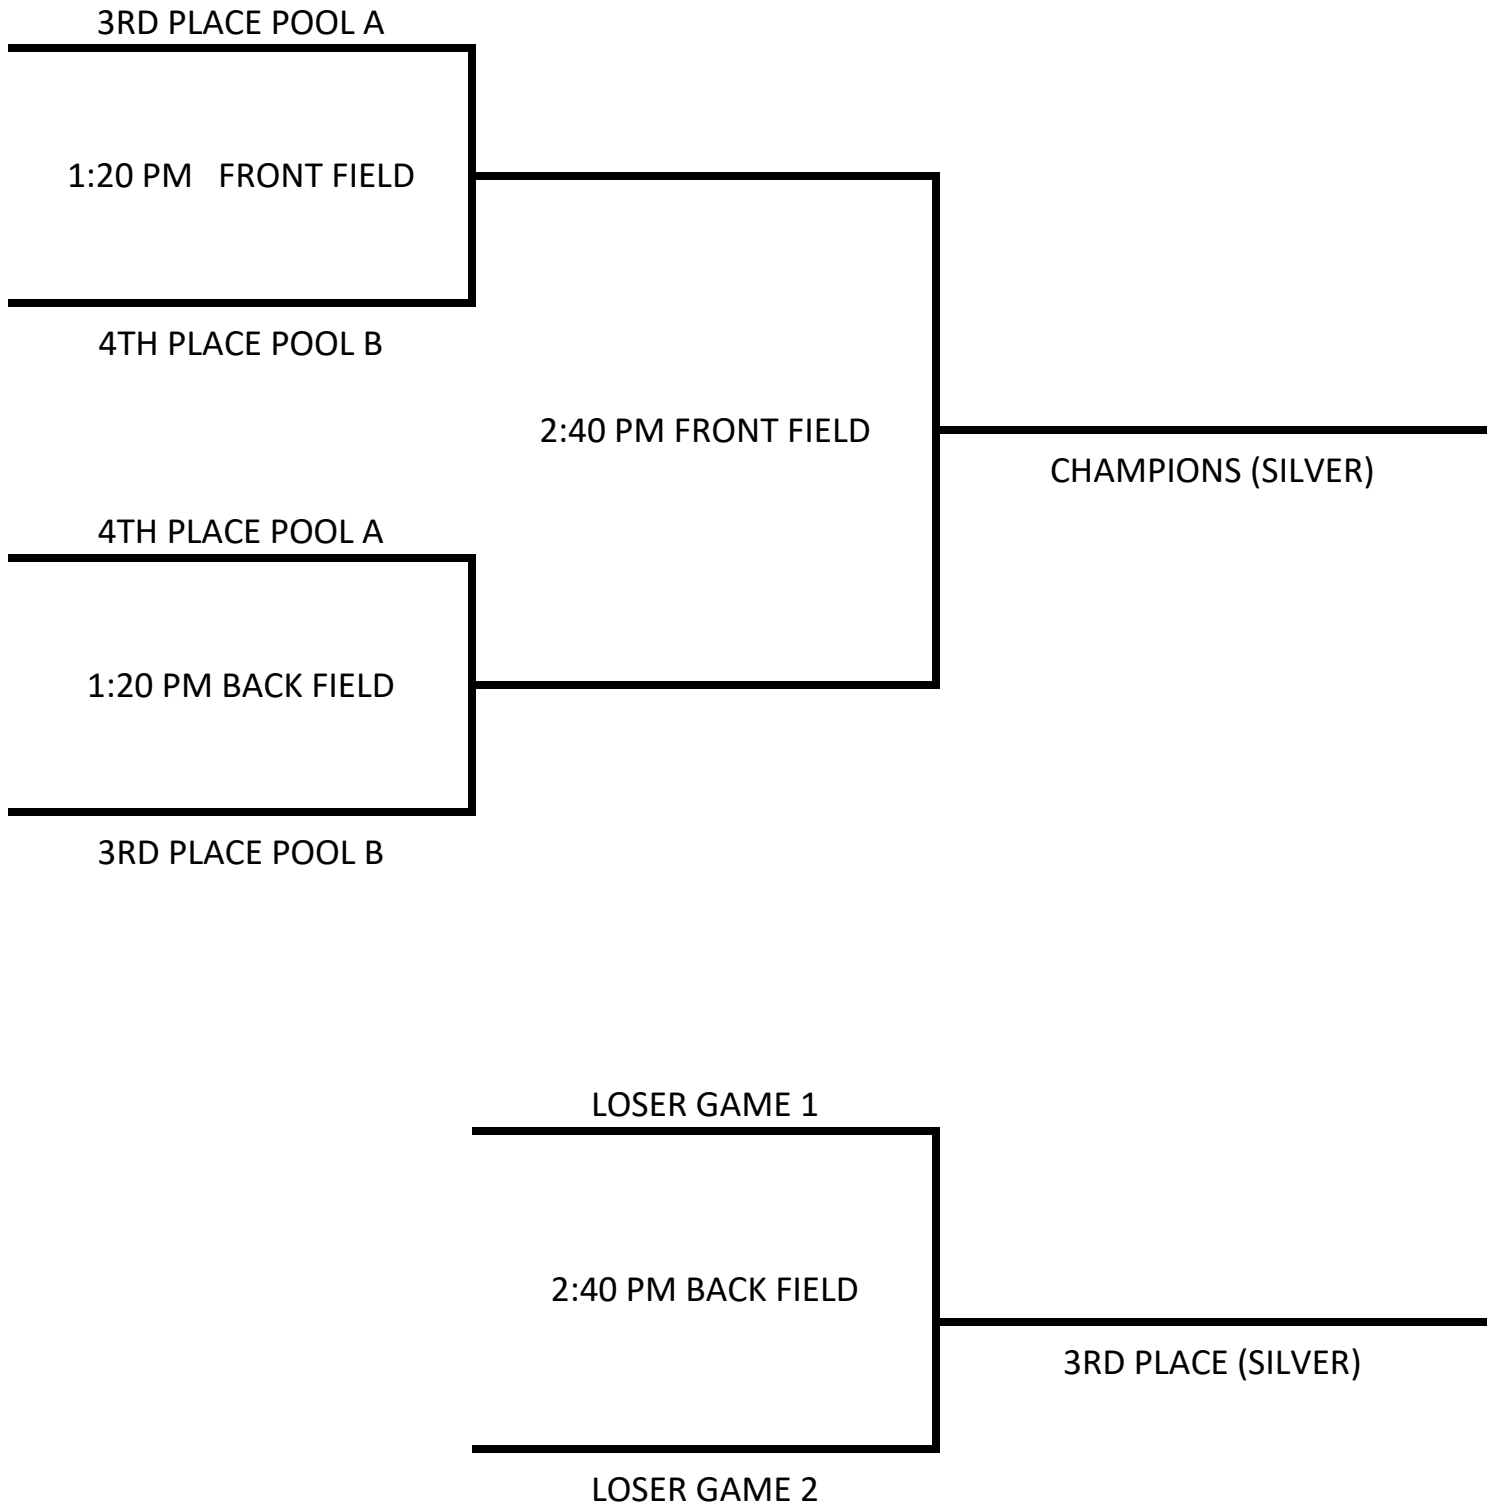 3RD PLACE POOL A
1:20 PM   FRONT FIELD
4TH PLACE POOL B
2:40 PM FRONT FIELD
CHAMPIONS (SILVER)
4TH PLACE POOL A
1:20 PM BACK FIELD
3RD PLACE POOL B
LOSER GAME 1
2:40 PM BACK FIELD
3RD PLACE (SILVER)
LOSER GAME 2